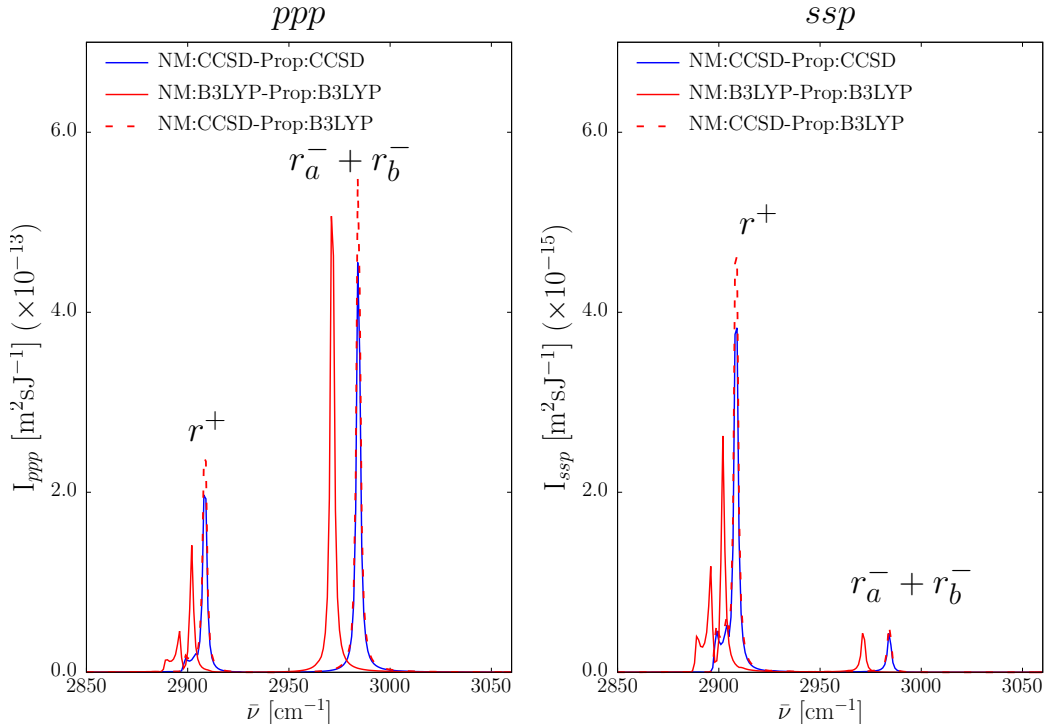 ppp
NM:CCSD-Prop:CCSD
NM:B3LYP-Prop:B3LYP
NM:CCSD-Prop:B3LYP
r⁺
r_a⁻ + r_b⁻
I_ppp [m²sJ⁻¹] (×10⁻¹³)
6.0
4.0
2.0
0.0
2850 2900 2950 3000 3050
ν̄ [cm⁻¹]
ssp
NM:CCSD-Prop:CCSD
NM:B3LYP-Prop:B3LYP
NM:CCSD-Prop:B3LYP
r⁺
r_a⁻ + r_b⁻
I_ssp [m²sJ⁻¹] (×10⁻¹⁵)
6.0
4.0
2.0
0.0
2850 2900 2950 3000 3050
ν̄ [cm⁻¹]